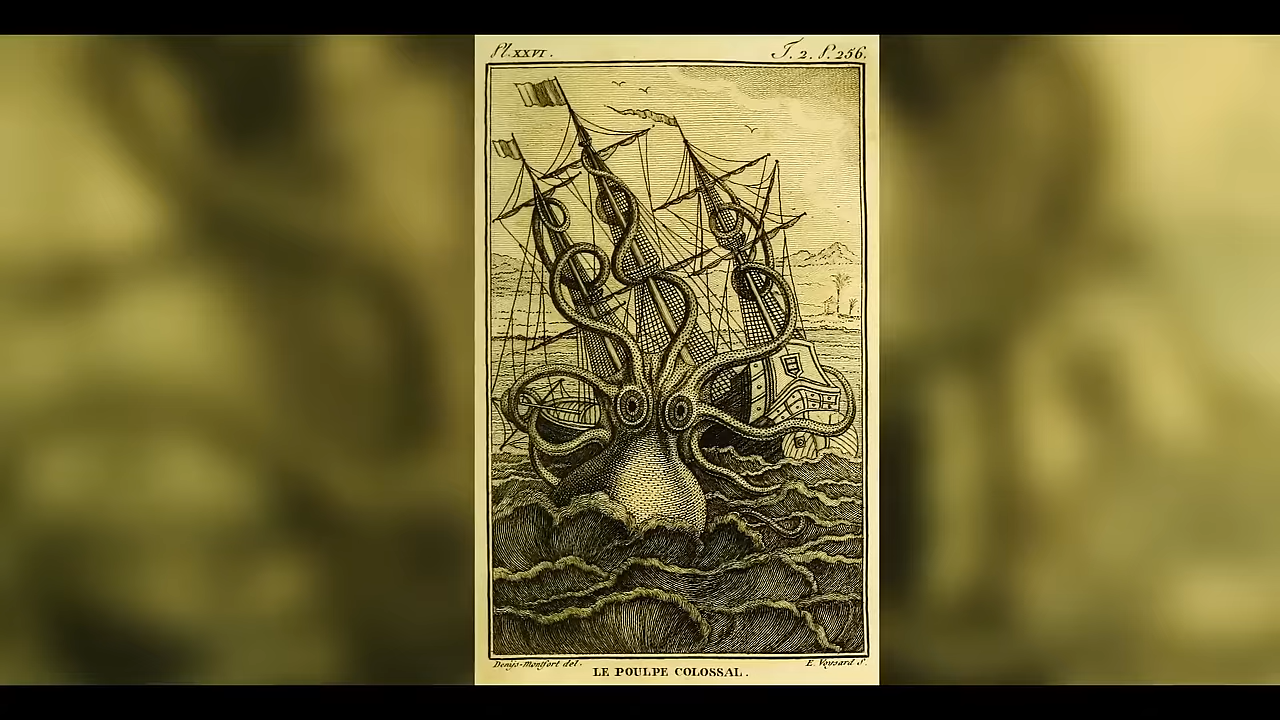 Pl. XXVI.
T. 2. P. 256.
Denys-Montfort del.
E. Voysard S.
LE POULPE COLOSSAL.